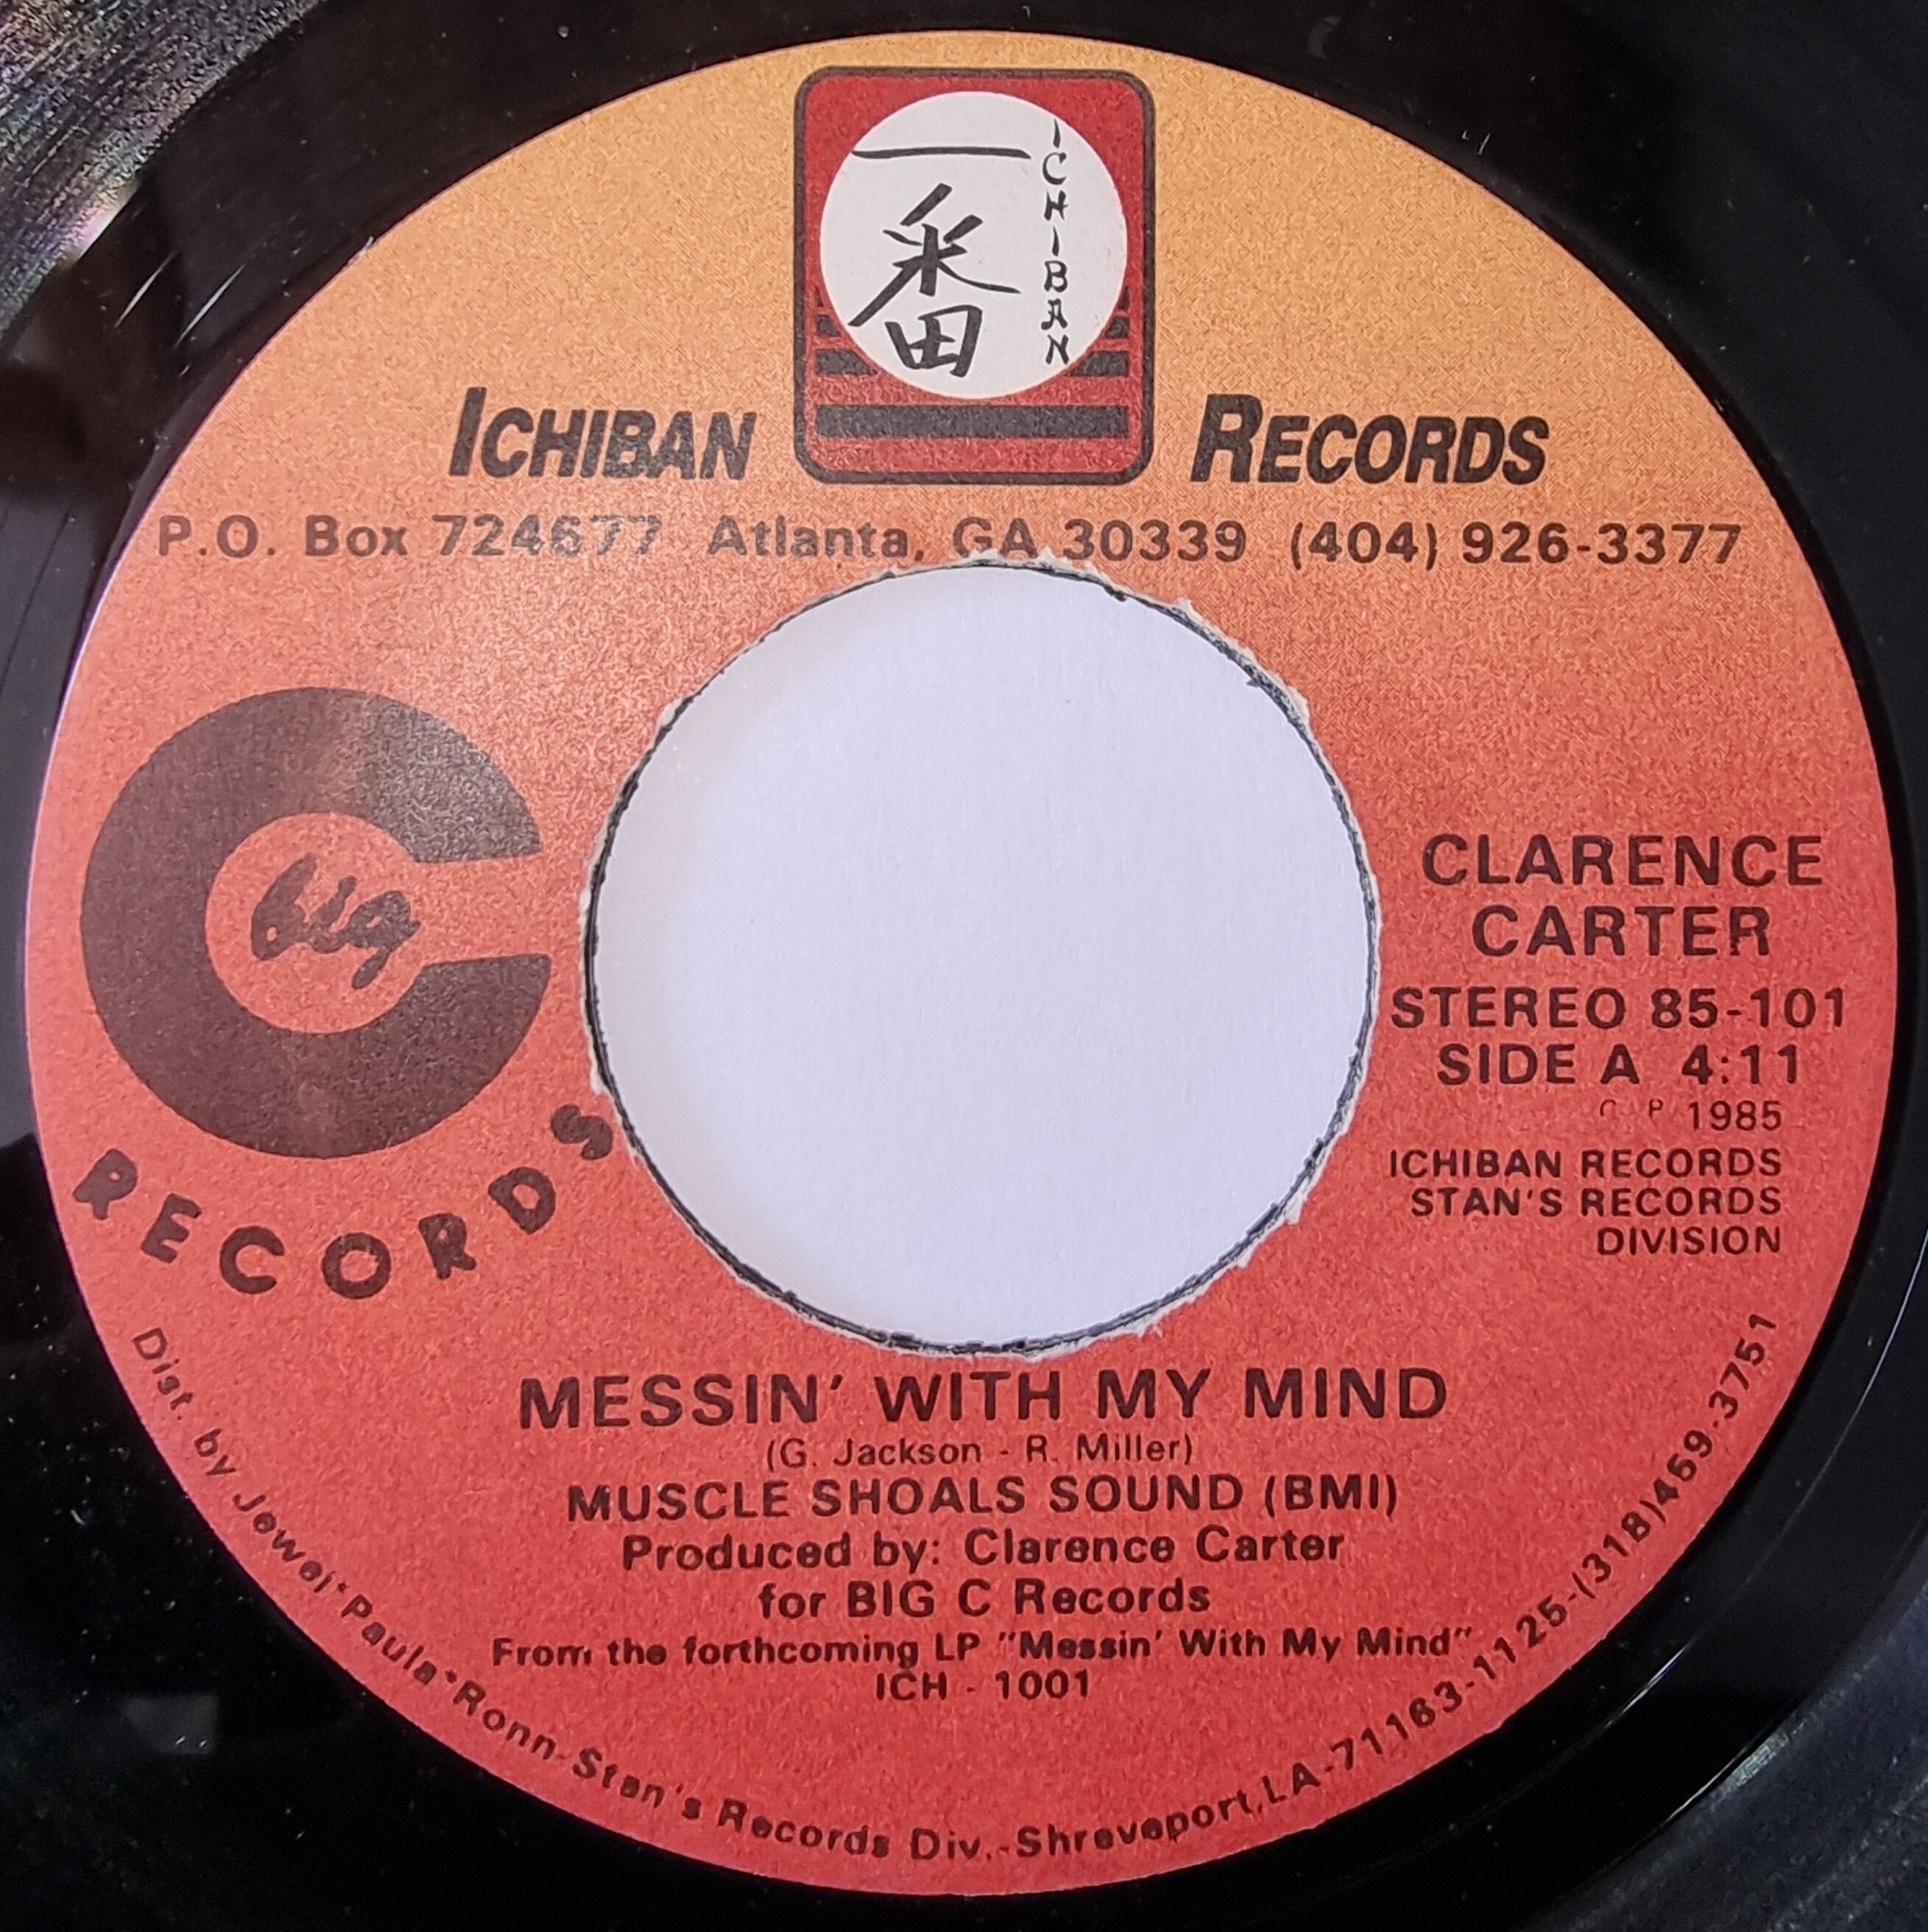 一番
ICHIBAN
ICHIBAN RECORDS
P.O. Box 724677 Atlanta, GA 30339 (404) 926-3377
big C
RECORDS
CLARENCE
CARTER
STEREO 85-101
SIDE A 4:11
C P 1985
ICHIBAN RECORDS
STAN'S RECORDS
DIVISION
MESSIN' WITH MY MIND
(G. Jackson - R. Miller)
MUSCLE SHOALS SOUND (BMI)
Produced by: Clarence Carter
for BIG C Records
From the forthcoming LP "Messin' With My Mind"
ICH - 1001
Dist. by Jewel*Paula*Ronn-Stan's Records Div.-Shreveport, LA-71163-1125-(318)469-3751